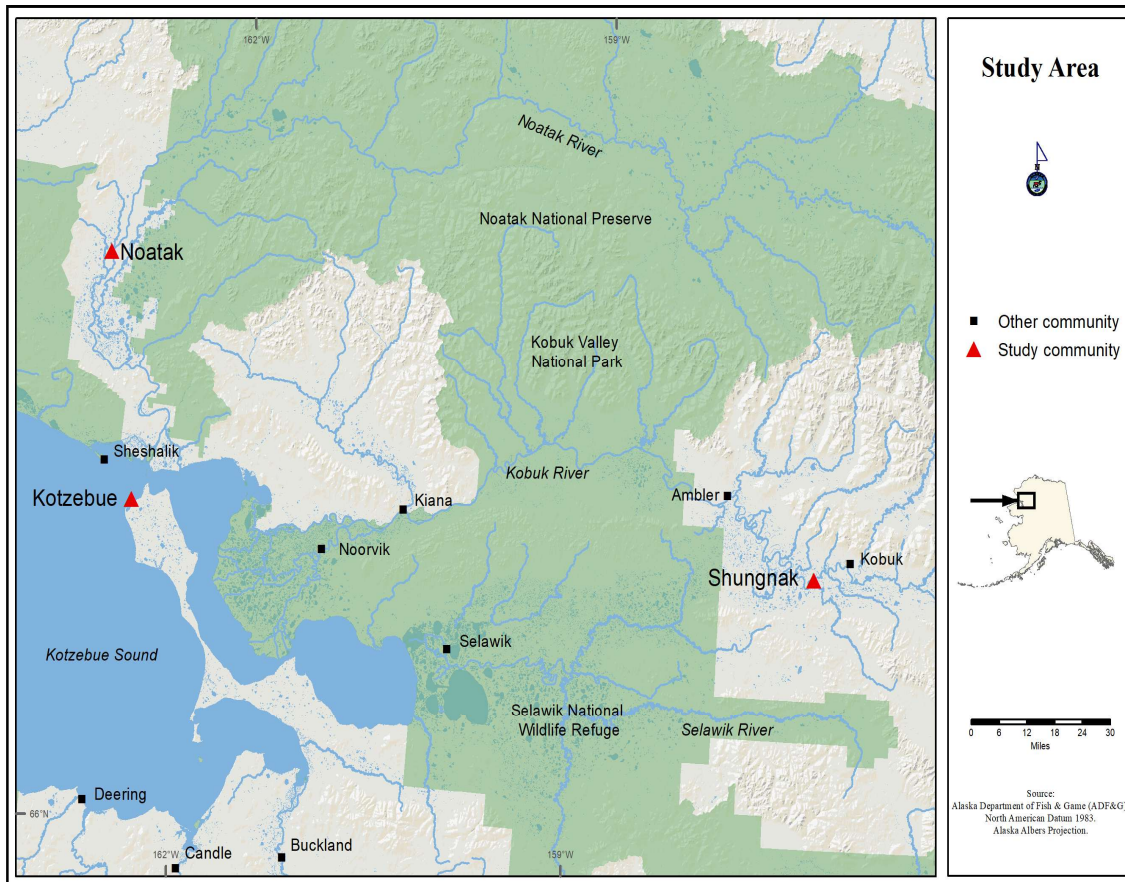 162°W
159°W
Noatak River
Noatak National Preserve
Noatak
Kobuk Valley
National Park
Sheshalik
Kotzebue
Kiana
Kobuk River
Ambler
Noorvik
Kobuk
Shungnak
Selawik
Kotzebue Sound
Selawik National
Wildlife Refuge
Selawik River
Deering
66°N
Candle
Buckland
162°W
159°W
Study Area
N
Other community
Study community
0 6 12 18 24 30
Miles
Source:
Alaska Department of Fish & Game (ADF&G)
North American Datum 1983.
Alaska Albers Projection.